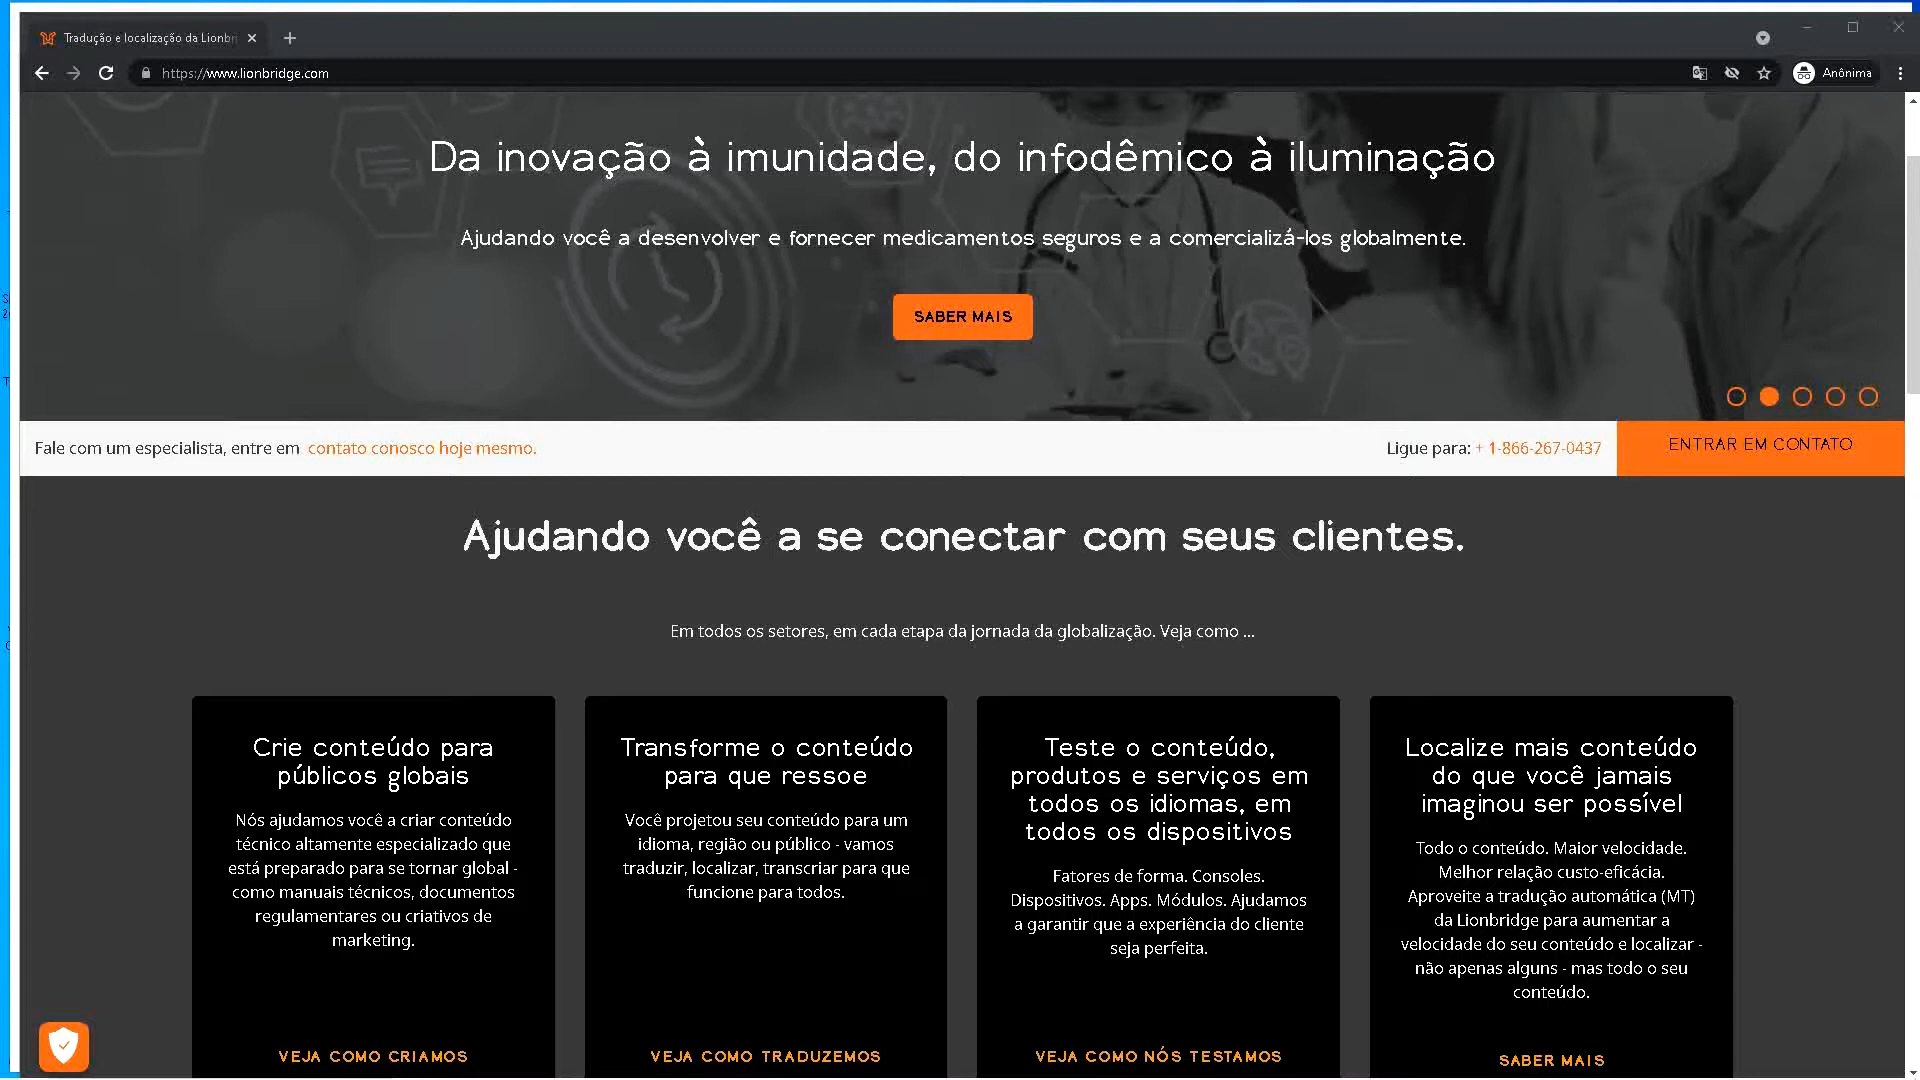 Tradução e localização da Lionbri
https://www.lionbridge.com
Anônima
Da inovação à imunidade, do infodêmico à iluminação
Ajudando você a desenvolver e fornecer medicamentos seguros e a comercializá-los globalmente.
SABER MAIS
Fale com um especialista, entre em contato conosco hoje mesmo.
Ligue para: + 1-866-267-0437
ENTRAR EM CONTATO
Ajudando você a se conectar com seus clientes.
Em todos os setores, em cada etapa da jornada da globalização. Veja como ...
Crie conteúdo para
públicos globais
Nós ajudamos você a criar conteúdo
técnico altamente especializado que
está preparado para se tornar global -
como manuais técnicos, documentos
regulamentares ou criativos de
marketing.
VEJA COMO CRIAMOS
Transforme o conteúdo
para que ressoe
Você projetou seu conteúdo para um
idioma, região ou público - vamos
traduzir, localizar, transcriar para que
funcione para todos.
VEJA COMO TRADUZEMOS
Teste o conteúdo,
produtos e serviços em
todos os idiomas, em
todos os dispositivos
Fatores de forma. Consoles.
Dispositivos. Apps. Módulos. Ajudamos
a garantir que a experiência do cliente
seja perfeita.
VEJA COMO NÓS TESTAMOS
Localize mais conteúdo
do que você jamais
imaginou ser possível
Todo o conteúdo. Maior velocidade.
Melhor relação custo-eficácia.
Aproveite a tradução automática (MT)
da Lionbridge para aumentar a
velocidade do seu conteúdo e localizar -
não apenas alguns - mas todo o seu
conteúdo.
SABER MAIS